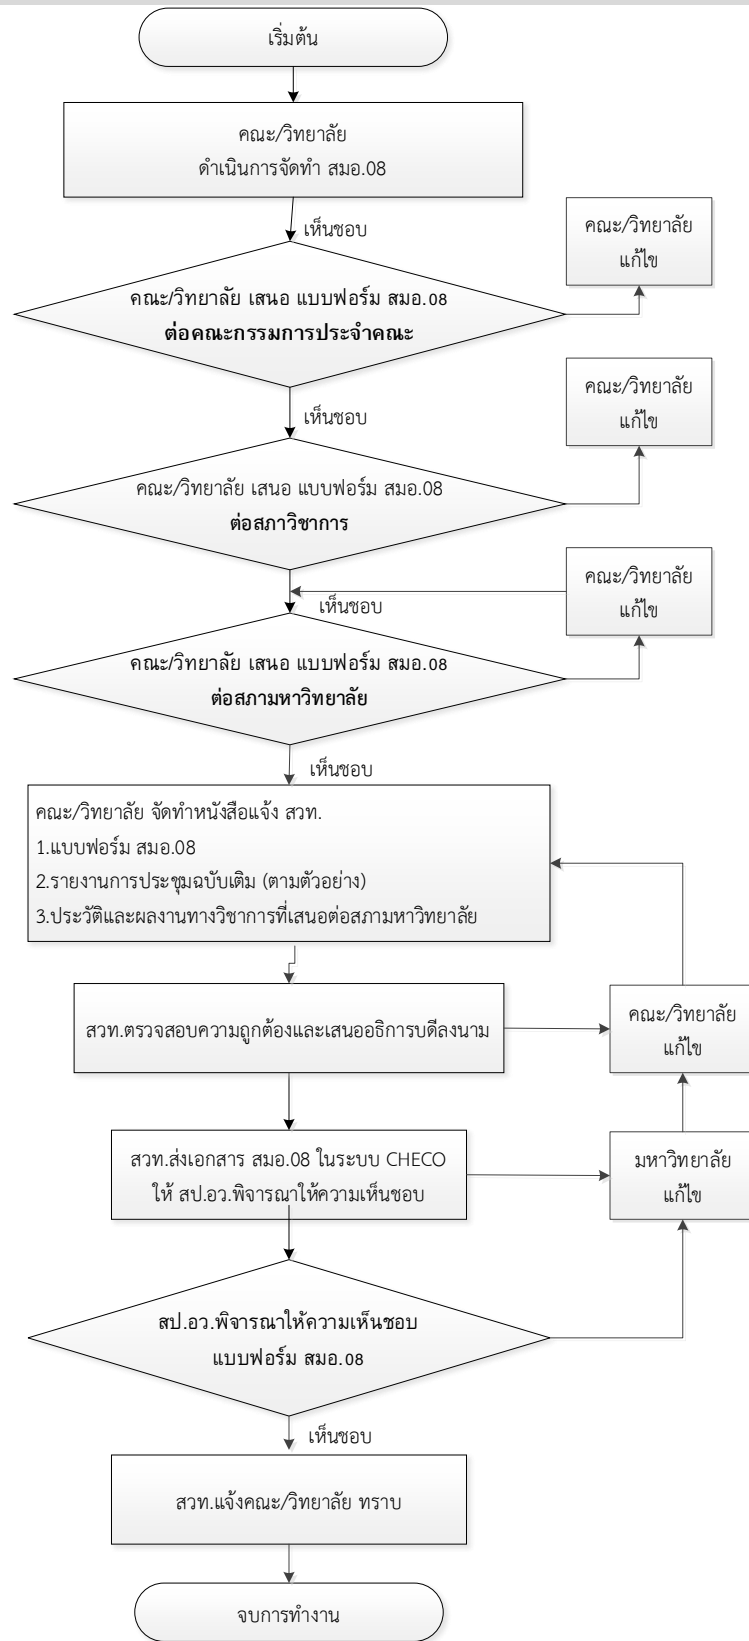 เริ่มต้น
คณะ/วิทยาลัย
ดำเนินการจัดทำ สมอ.08
เห็นชอบ
คณะ/วิทยาลัย
แก้ไข
คณะ/วิทยาลัย เสนอ แบบฟอร์ม สมอ.08
ต่อคณะกรรมการประจำคณะ
เห็นชอบ
คณะ/วิทยาลัย
แก้ไข
คณะ/วิทยาลัย เสนอ แบบฟอร์ม สมอ.08
ต่อสภาวิชาการ
เห็นชอบ
คณะ/วิทยาลัย
แก้ไข
คณะ/วิทยาลัย เสนอ แบบฟอร์ม สมอ.08
ต่อสภามหาวิทยาลัย
เห็นชอบ
คณะ/วิทยาลัย จัดทำหนังสือแจ้ง สวท.
1.แบบฟอร์ม สมอ.08
2.รายงานการประชุมฉบับเติม (ตามตัวอย่าง)
3.ประวัติและผลงานทางวิชาการที่เสนอต่อสภามหาวิทยาลัย
สวท.ตรวจสอบความถูกต้องและเสนออธิการบดีลงนาม
คณะ/วิทยาลัย
แก้ไข
สวท.ส่งเอกสาร สมอ.08 ในระบบ CHECO
ให้ สป.อว.พิจารณาให้ความเห็นชอบ
มหาวิทยาลัย
แก้ไข
สป.อว.พิจารณาให้ความเห็นชอบ
แบบฟอร์ม สมอ.08
เห็นชอบ
สวท.แจ้งคณะ/วิทยาลัย ทราบ
จบการทำงาน